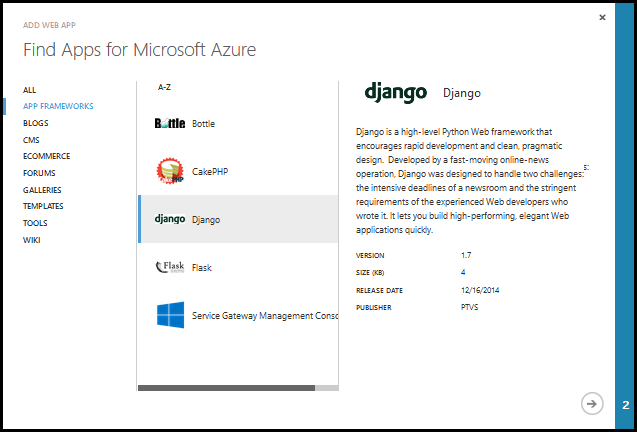 ADD WEB APP
Find Apps for Microsoft Azure
ALL
APP FRAMEWORKS
BLOGS
CMS
ECOMMERCE
FORUMS
GALLERIES
TEMPLATES
TOOLS
WIKI
A-Z
Bottle Bottle
CakePHP
django Django
Flask Flask
Service Gateway Management Consc
django Django
Django is a high-level Python Web framework that
encourages rapid development and clean, pragmatic
design. Developed by a fast-moving online-news
operation, Django was designed to handle two challenges:
the intensive deadlines of a newsroom and the stringent
requirements of the experienced Web developers who
wrote it. It lets you build high-performing, elegant Web
applications quickly.
VERSION 1.7
SIZE (KB) 4
RELEASE DATE 12/16/2014
PUBLISHER PTVS
2